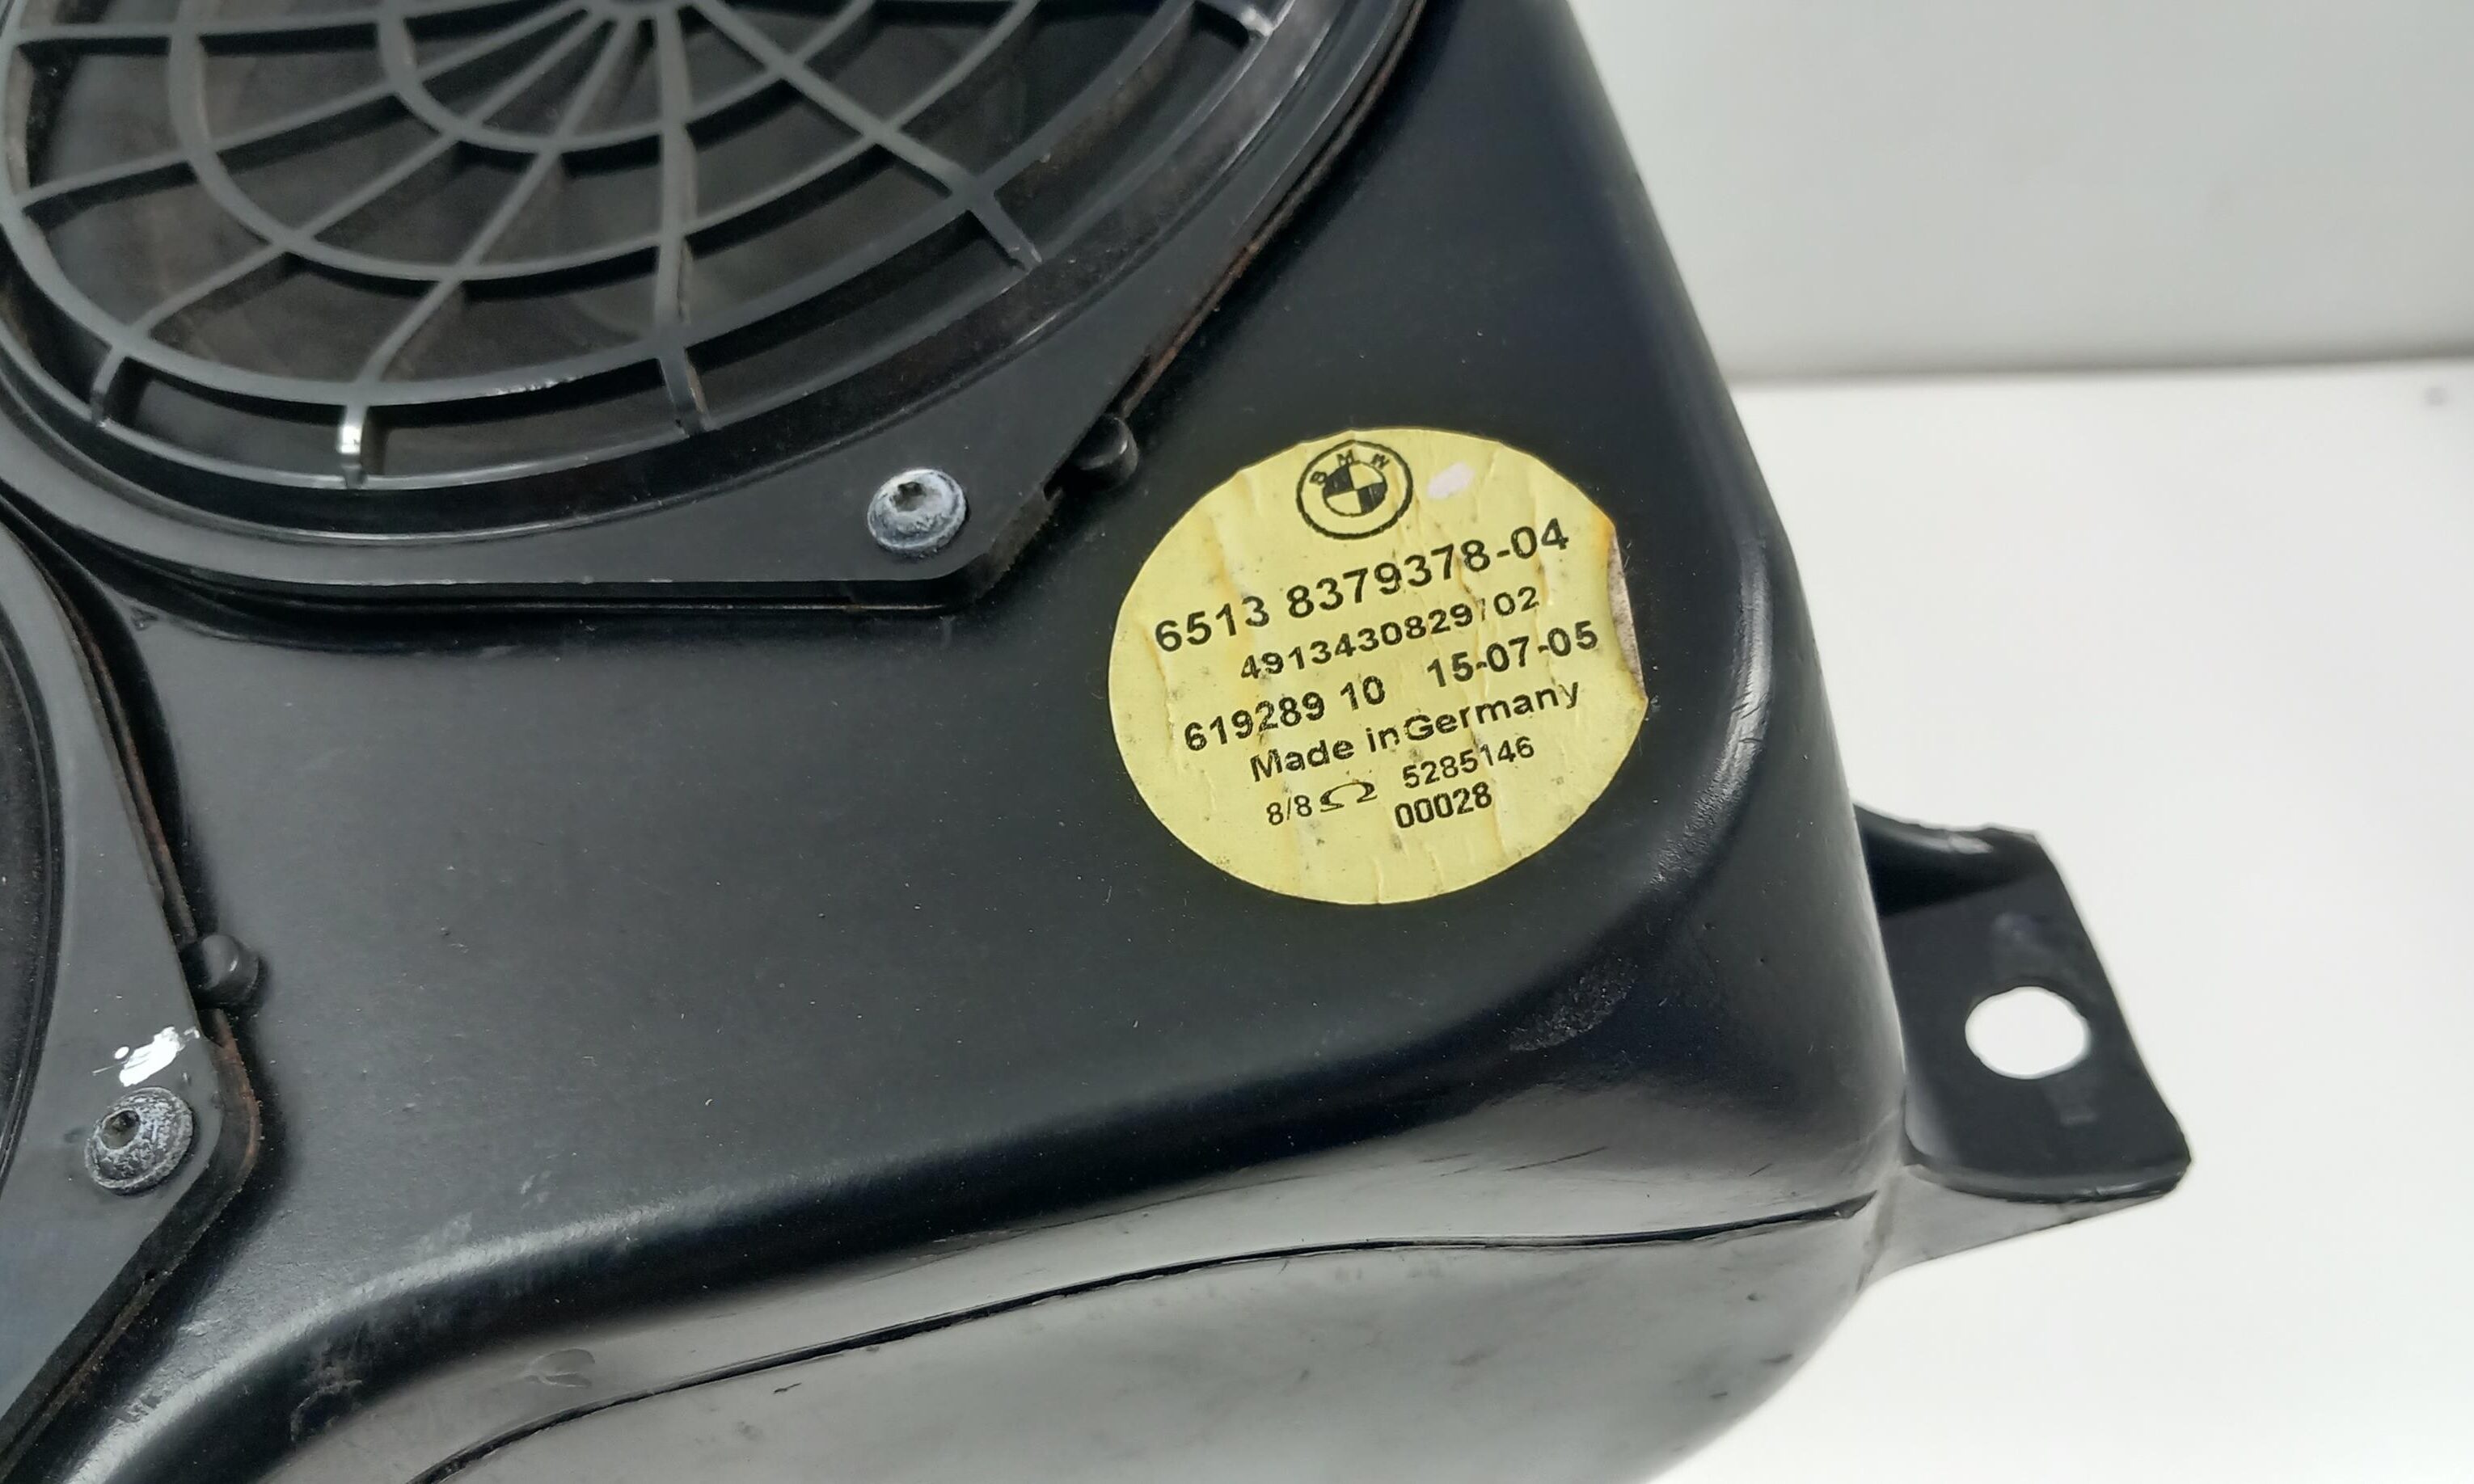 BMW
6513 8379378-04
4913430829/02
619289 10 15-07-05
Made in Germany
8/8Ω 5285146
00028